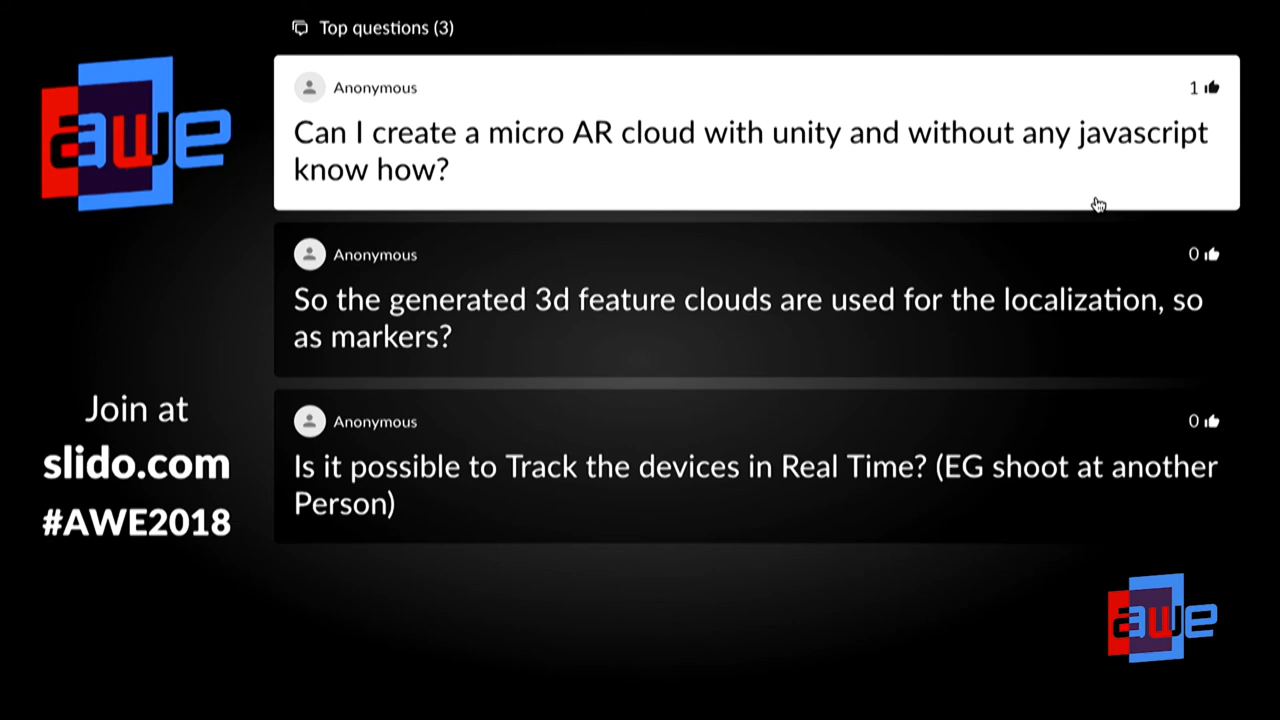 Top questions (3)
awe
Anonymous
1
Can I create a micro AR cloud with unity and without any javascript
know how?
Anonymous
0
So the generated 3d feature clouds are used for the localization, so
as markers?
Anonymous
0
Is it possible to Track the devices in Real Time? (EG shoot at another
Person)
Join at
slido.com
#AWE2018
awe